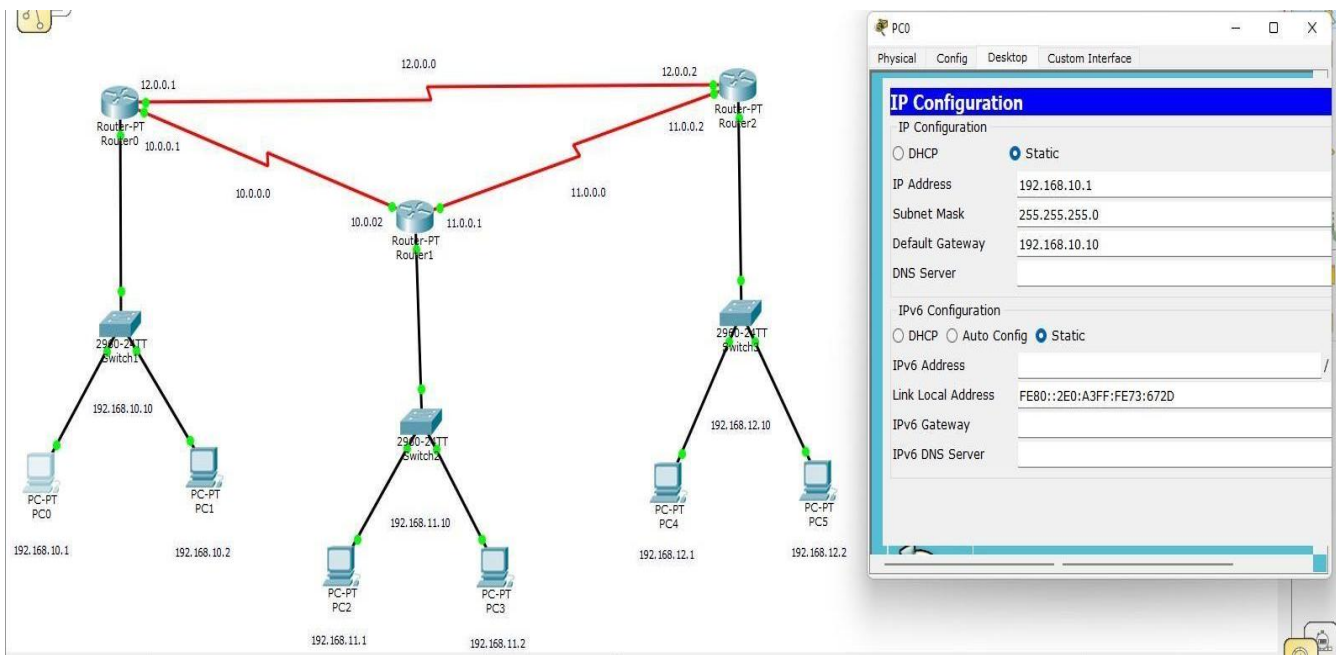 12.0.0.0
12.0.0.1
12.0.0.2
Router-PT
Router0
10.0.0.1
Router-PT
Router2
11.0.0.2
10.0.0.0
11.0.0.0
10.0.02
11.0.0.1
Router-PT
Router1
2960-24TT
Switch1
2960-24TT
Switch3
192.168.10.10
192.168.12.10
2960-24TT
Switch2
PC-PT
PC0
PC-PT
PC1
192.168.11.10
PC-PT
PC4
PC-PT
PC5
192.168.10.1
192.168.10.2
192.168.12.1
192.168.12.2
PC-PT
PC2
PC-PT
PC3
192.168.11.1
192.168.11.2
PC0
Physical Config Desktop Custom Interface
IP Configuration
IP Configuration
DHCP Static
IP Address 192.168.10.1
Subnet Mask 255.255.255.0
Default Gateway 192.168.10.10
DNS Server
IPv6 Configuration
DHCP Auto Config Static
IPv6 Address /
Link Local Address FE80::2E0:A3FF:FE73:672D
IPv6 Gateway
IPv6 DNS Server